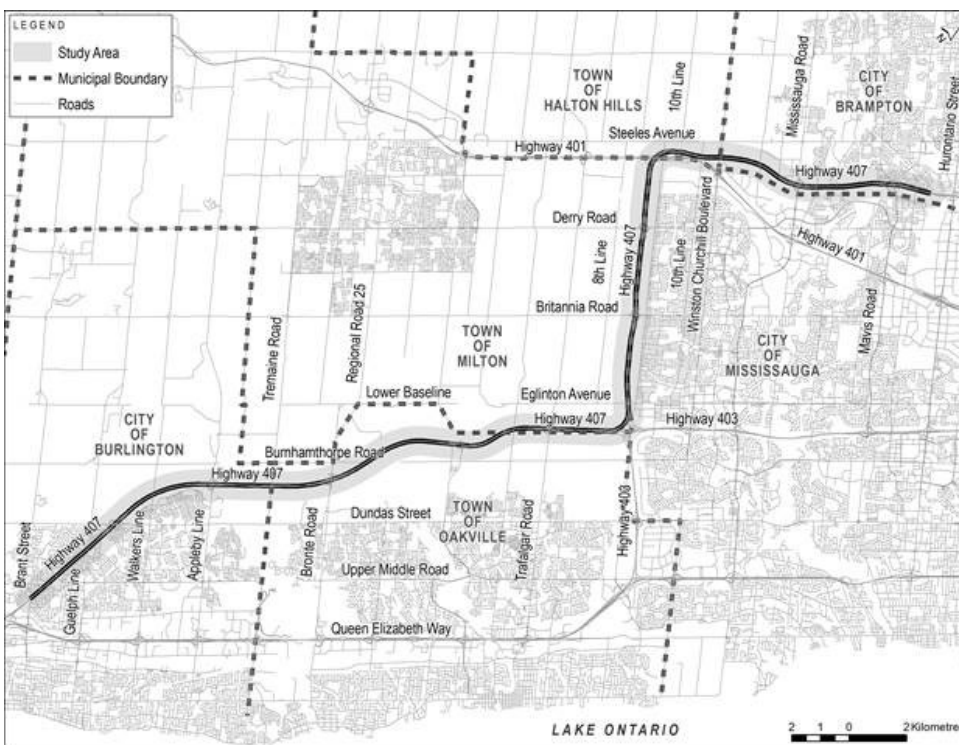 LEGEND
Study Area
Municipal Boundary
Roads
N
TOWN
OF
HALTON HILLS
10th Line
Mississauga Road
CITY
OF
BRAMPTON
Hurontario Street
Steeles Avenue
Highway 401
Highway 407
Derry Road
8th Line
Highway 407
10th Line
Winston Churchill Boulevard
Highway 401
Britannia Road
Mavis Road
Tremaine Road
Regional Road 25
TOWN
OF
MILTON
CITY
OF
MISSISSAUGA
Lower Baseline
Eglinton Avenue
Highway 407
Highway 403
CITY
OF
BURLINGTON
Burnhamthorpe Road
Highway 407
Dundas Street
TOWN
OF
OAKVILLE
Highway 403
Brant Street
Highway 407
Walkers Line
Appleby Line
Bronte Road
Trafalgar Road
Guelph Line
Upper Middle Road
Queen Elizabeth Way
LAKE ONTARIO
2 1 0 2 Kilometre